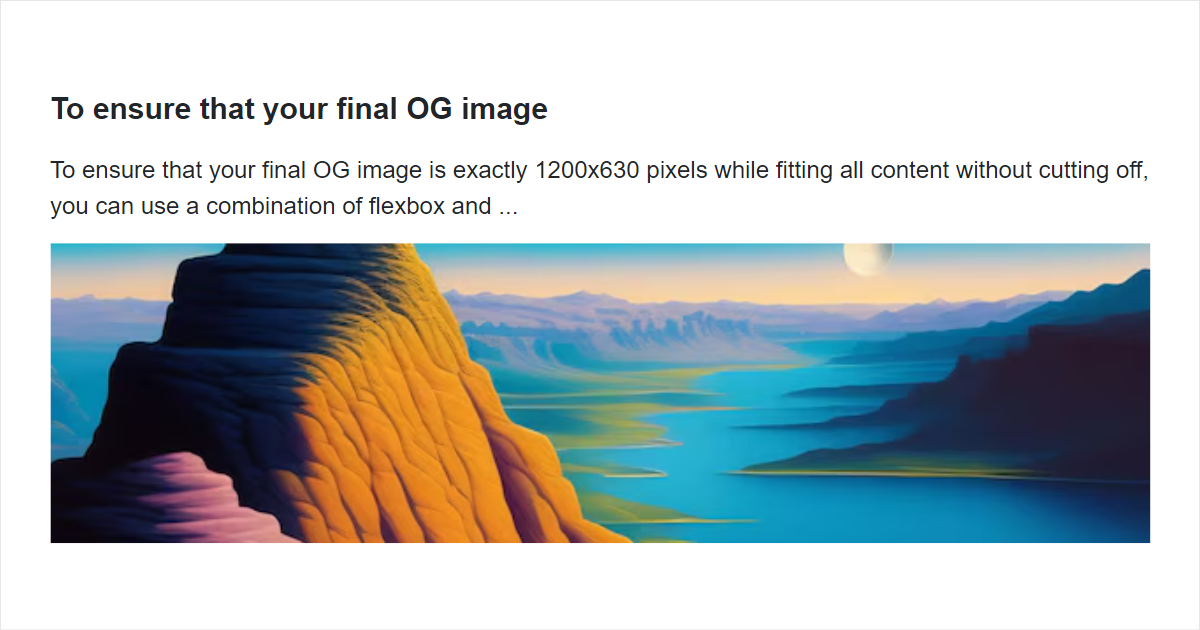 To ensure that your final OG image
To ensure that your final OG image is exactly 1200x630 pixels while fitting all content without cutting off,
you can use a combination of flexbox and ...